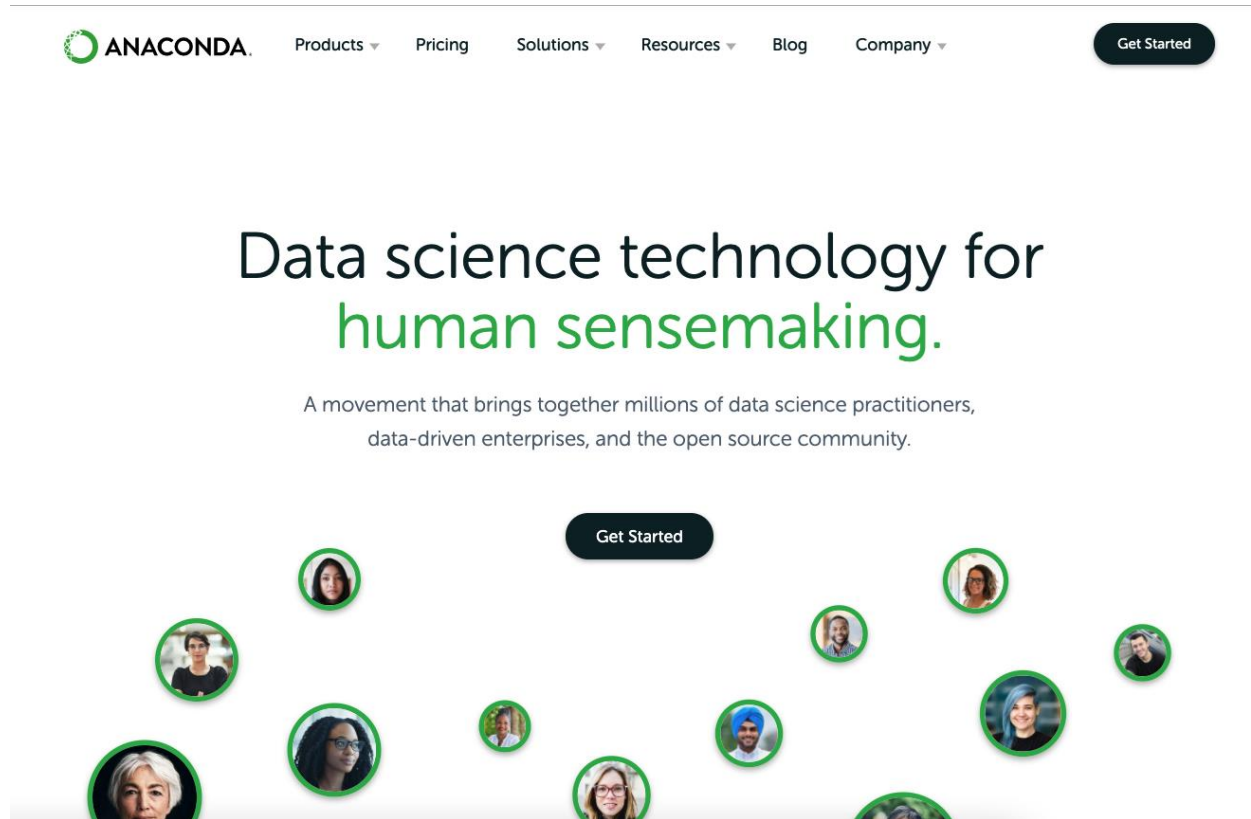 ANACONDA.
Products
Pricing
Solutions
Resources
Blog
Company
Get Started
Data science technology for
human sensemaking.
A movement that brings together millions of data science practitioners,
data-driven enterprises, and the open source community.
Get Started